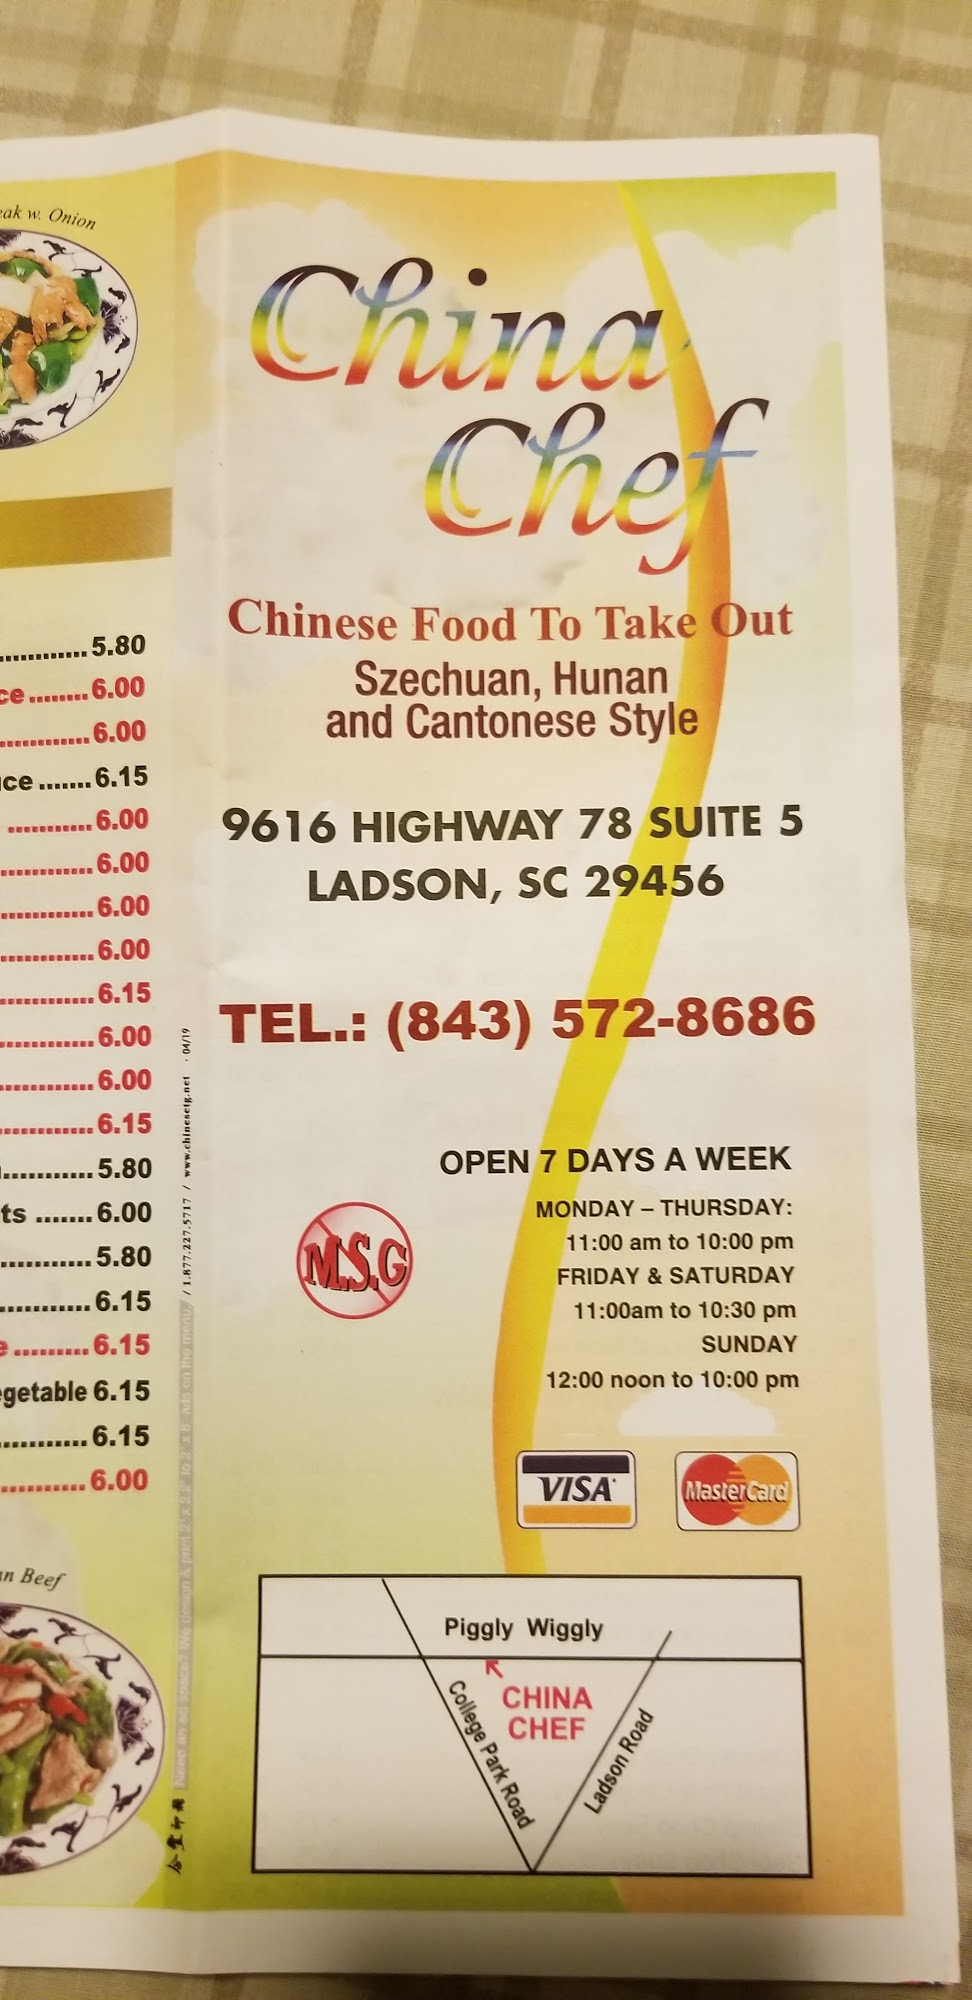 eak w. Onion
............5.80
ce........6.00
............6.00
uce.......6.15
...........6.00
............6.00
............6.00
............6.00
............6.15
............6.00
............6.00
............6.15
...........5.80
ts .......6.00
............5.80
............6.15
e..........6.15
egetable 6.15
............6.15
...........6.00
an Beef
/ 1.877.227.5717 / www.chinesetg.net · 04/19
China
Chef
Chinese Food To Take Out
Szechuan, Hunan
and Cantonese Style
9616 HIGHWAY 78 SUITE 5
LADSON, SC 29456
TEL.: (843) 572-8686
OPEN 7 DAYS A WEEK
MONDAY – THURSDAY:
11:00 am to 10:00 pm
FRIDAY & SATURDAY
11:00am to 10:30 pm
SUNDAY
12:00 noon to 10:00 pm
M.S.G
VISA
MasterCard
Piggly Wiggly
CHINA
CHEF
College Park Road
Ladson Road